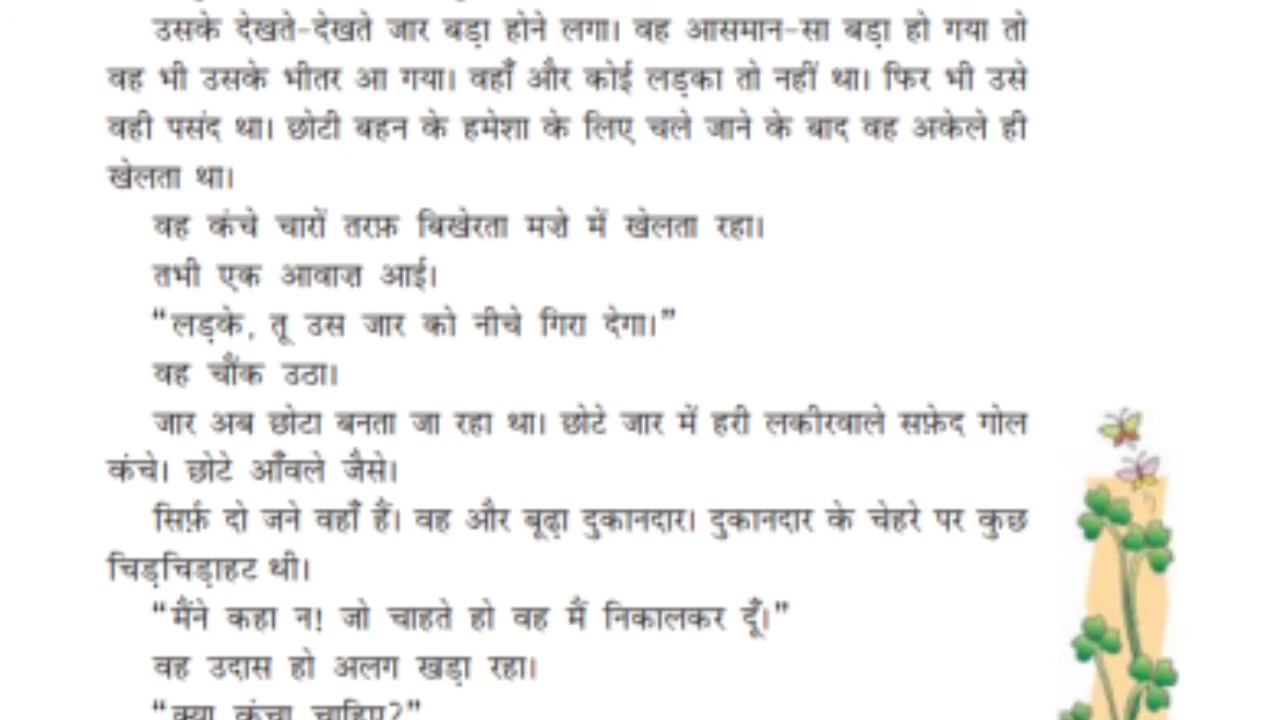 उसके देखते-देखते जार बड़ा होने लगा। वह आसमान-सा बड़ा हो गया तो
वह भी उसके भीतर आ गया। वहाँ और कोई लड़का तो नहीं था। फिर भी उसे
वही पसंद था। छोटी बहन के हमेशा के लिए चले जाने के बाद वह अकेले ही
खेलता था।
वह कंचे चारों तरफ़ बिखेरता मज़े में खेलता रहा।
तभी एक आवाज़ आई।
“लड़के, तू उस जार को नीचे गिरा देगा।”
वह चौंक उठा।
जार अब छोटा बनता जा रहा था। छोटे जार में हरी लकीरवाले सफ़ेद गोल
कंचे। छोटे आँवले जैसे।
सिर्फ़ दो जने वहाँ हैं। वह और बूढ़ा दुकानदार। दुकानदार के चेहरे पर कुछ
चिड़चिड़ाहट थी।
“मैंने कहा न! जो चाहते हो वह मैं निकालकर दूँ।”
वह उदास हो अलग खड़ा रहा।
“क्या कंचा चाहिए?”